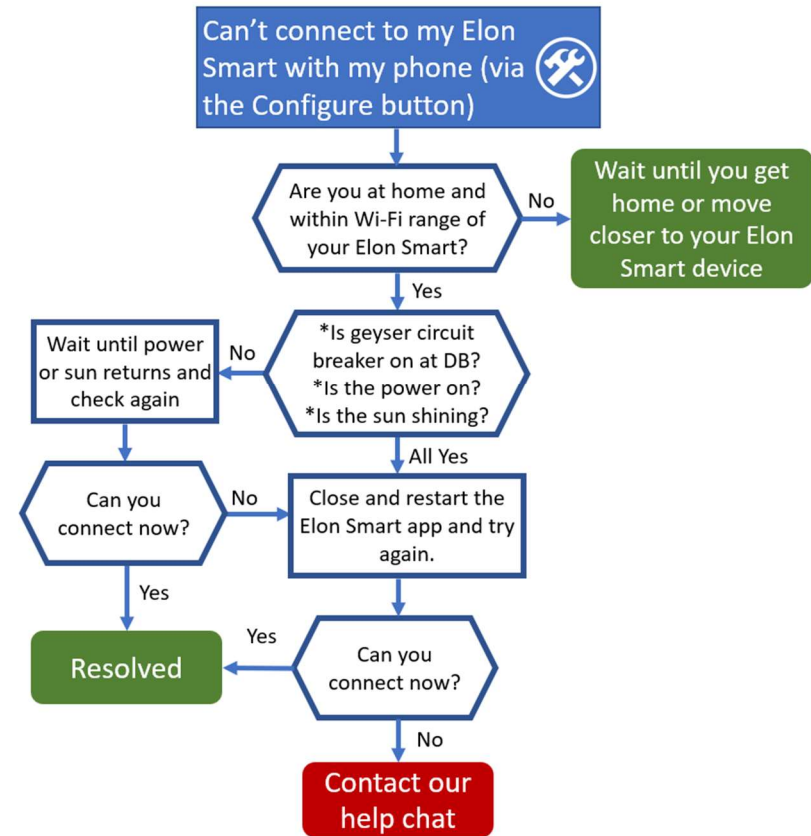 Can't connect to my Elon
Smart with my phone (via
the Configure button)
Are you at home and
within Wi-Fi range of
your Elon Smart?
No
Wait until you get
home or move
closer to your Elon
Smart device
Yes
*Is geyser circuit
breaker on at DB?
*Is the power on?
*Is the sun shining?
No
Wait until power
or sun returns and
check again
All Yes
Can you
connect now?
No
Close and restart the
Elon Smart app and try
again.
Yes
Resolved
Yes
Can you
connect now?
No
Contact our
help chat